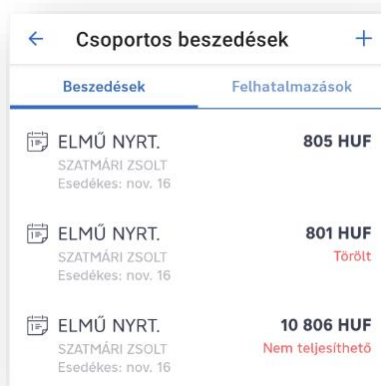 Csoportos beszedések
Beszedések Felhatalmazások
ELMŰ NYRT. 805 HUF
SZATMÁRI ZSOLT
Esedékes: nov. 16
ELMŰ NYRT. 801 HUF
SZATMÁRI ZSOLT Törölt
Esedékes: nov. 16
ELMŰ NYRT. 10 806 HUF
SZATMÁRI ZSOLT Nem teljesíthető
Esedékes: nov. 16